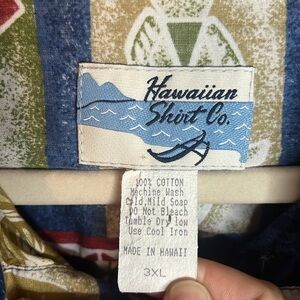 Hawaiian
Shirt Co.
100% COTTON
Machine Wash
Cold,Mild Soap
DO Not Bleach
Tumble Dry low
Use Cool Iron
MADE IN HAWAII
3XL